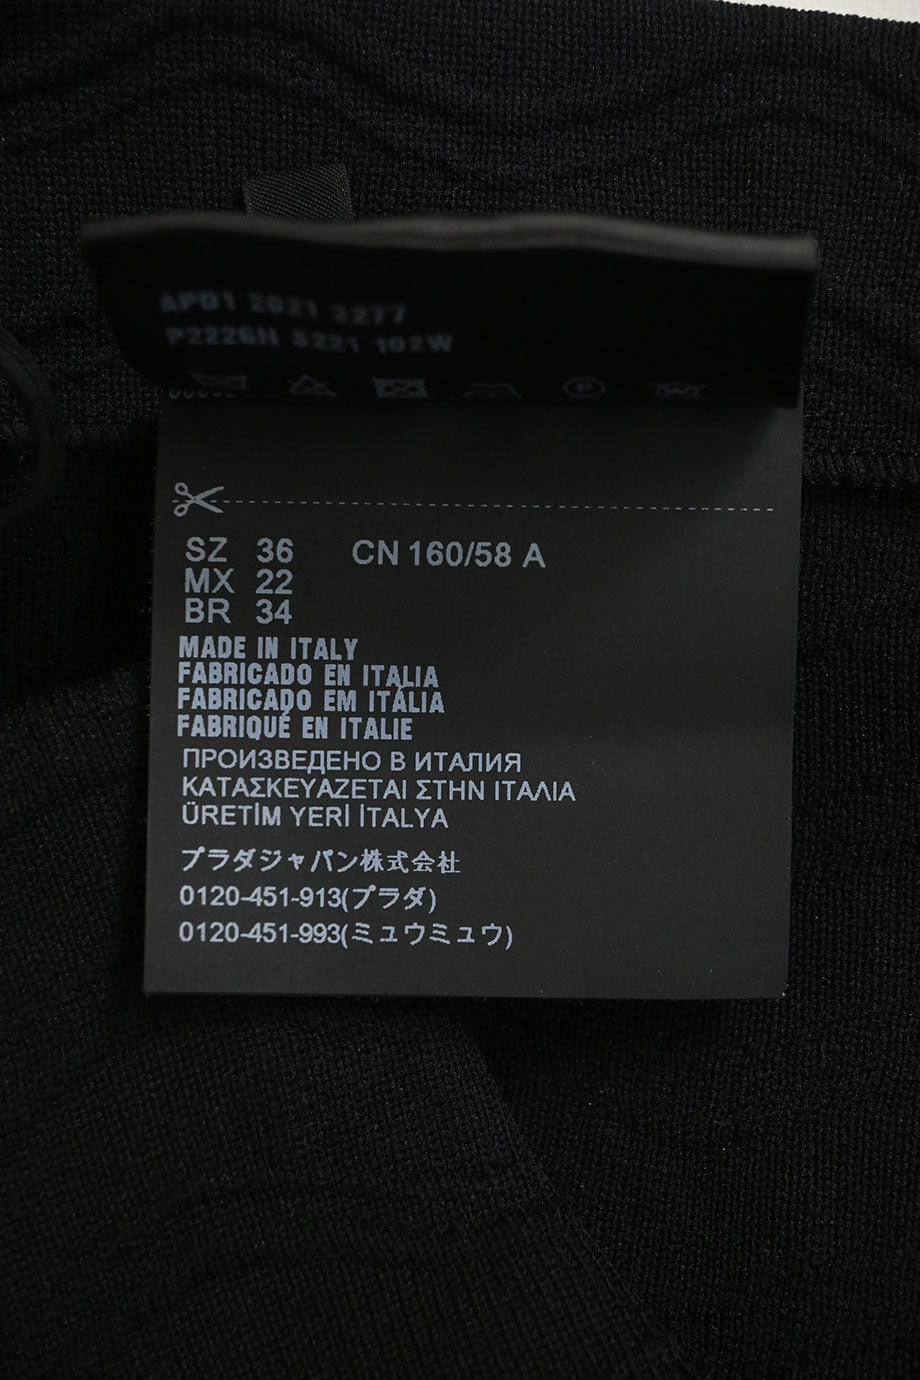 APD1 2021 3277
P2226H S221 102W
SZ 36 CN 160/58 A
MX 22
BR 34
MADE IN ITALY
FABRICADO EN ITALIA
FABRICADO EM ITÁLIA
FABRIQUÉ EN ITALIE
ПРОИЗВЕДЕНО В ИТАЛИЯ
ΚΑΤΑΣΚΕΥΑΖΕΤΑΙ ΣΤΗΝ ΙΤΑΛΙΑ
ÜRETİM YERİ İTALYA
プラダジャパン株式会社
0120-451-913(プラダ)
0120-451-993(ミュウミュウ)